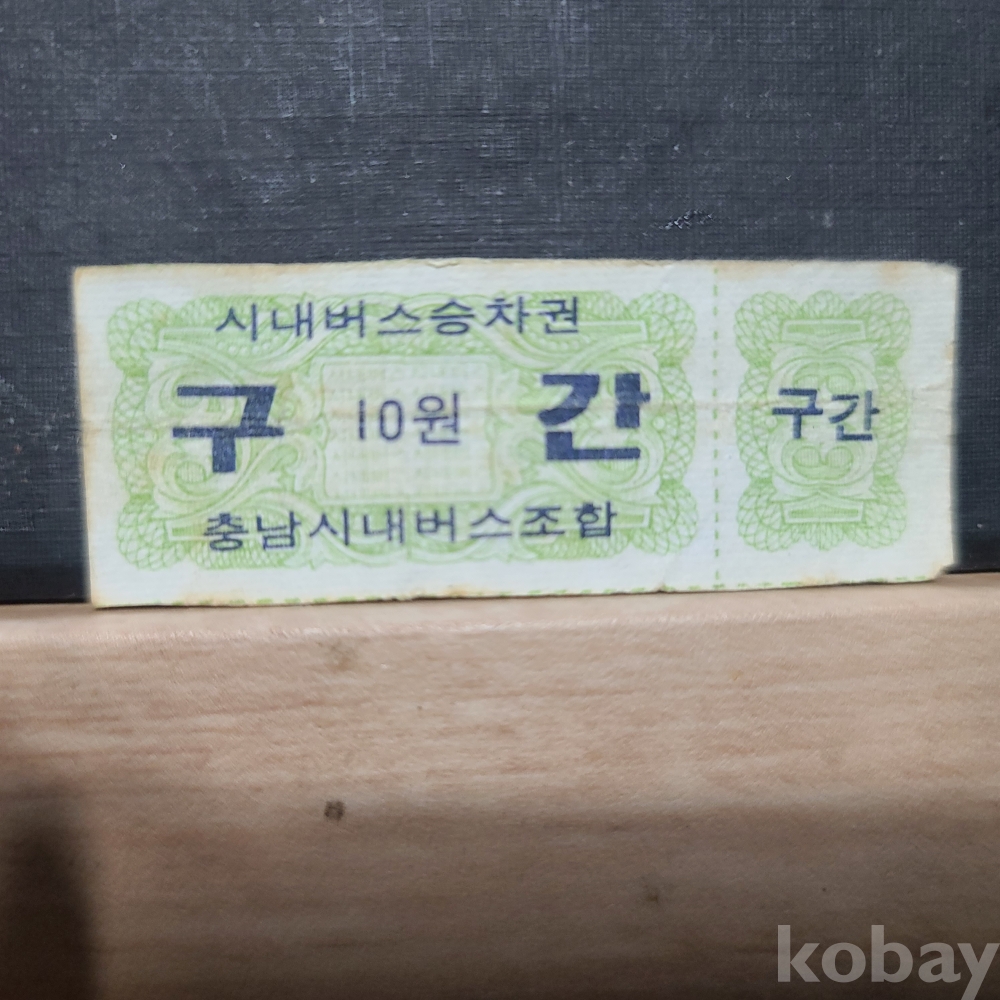 시내버스승차권
구 10원 간
구간
충남시내버스조합
kobay